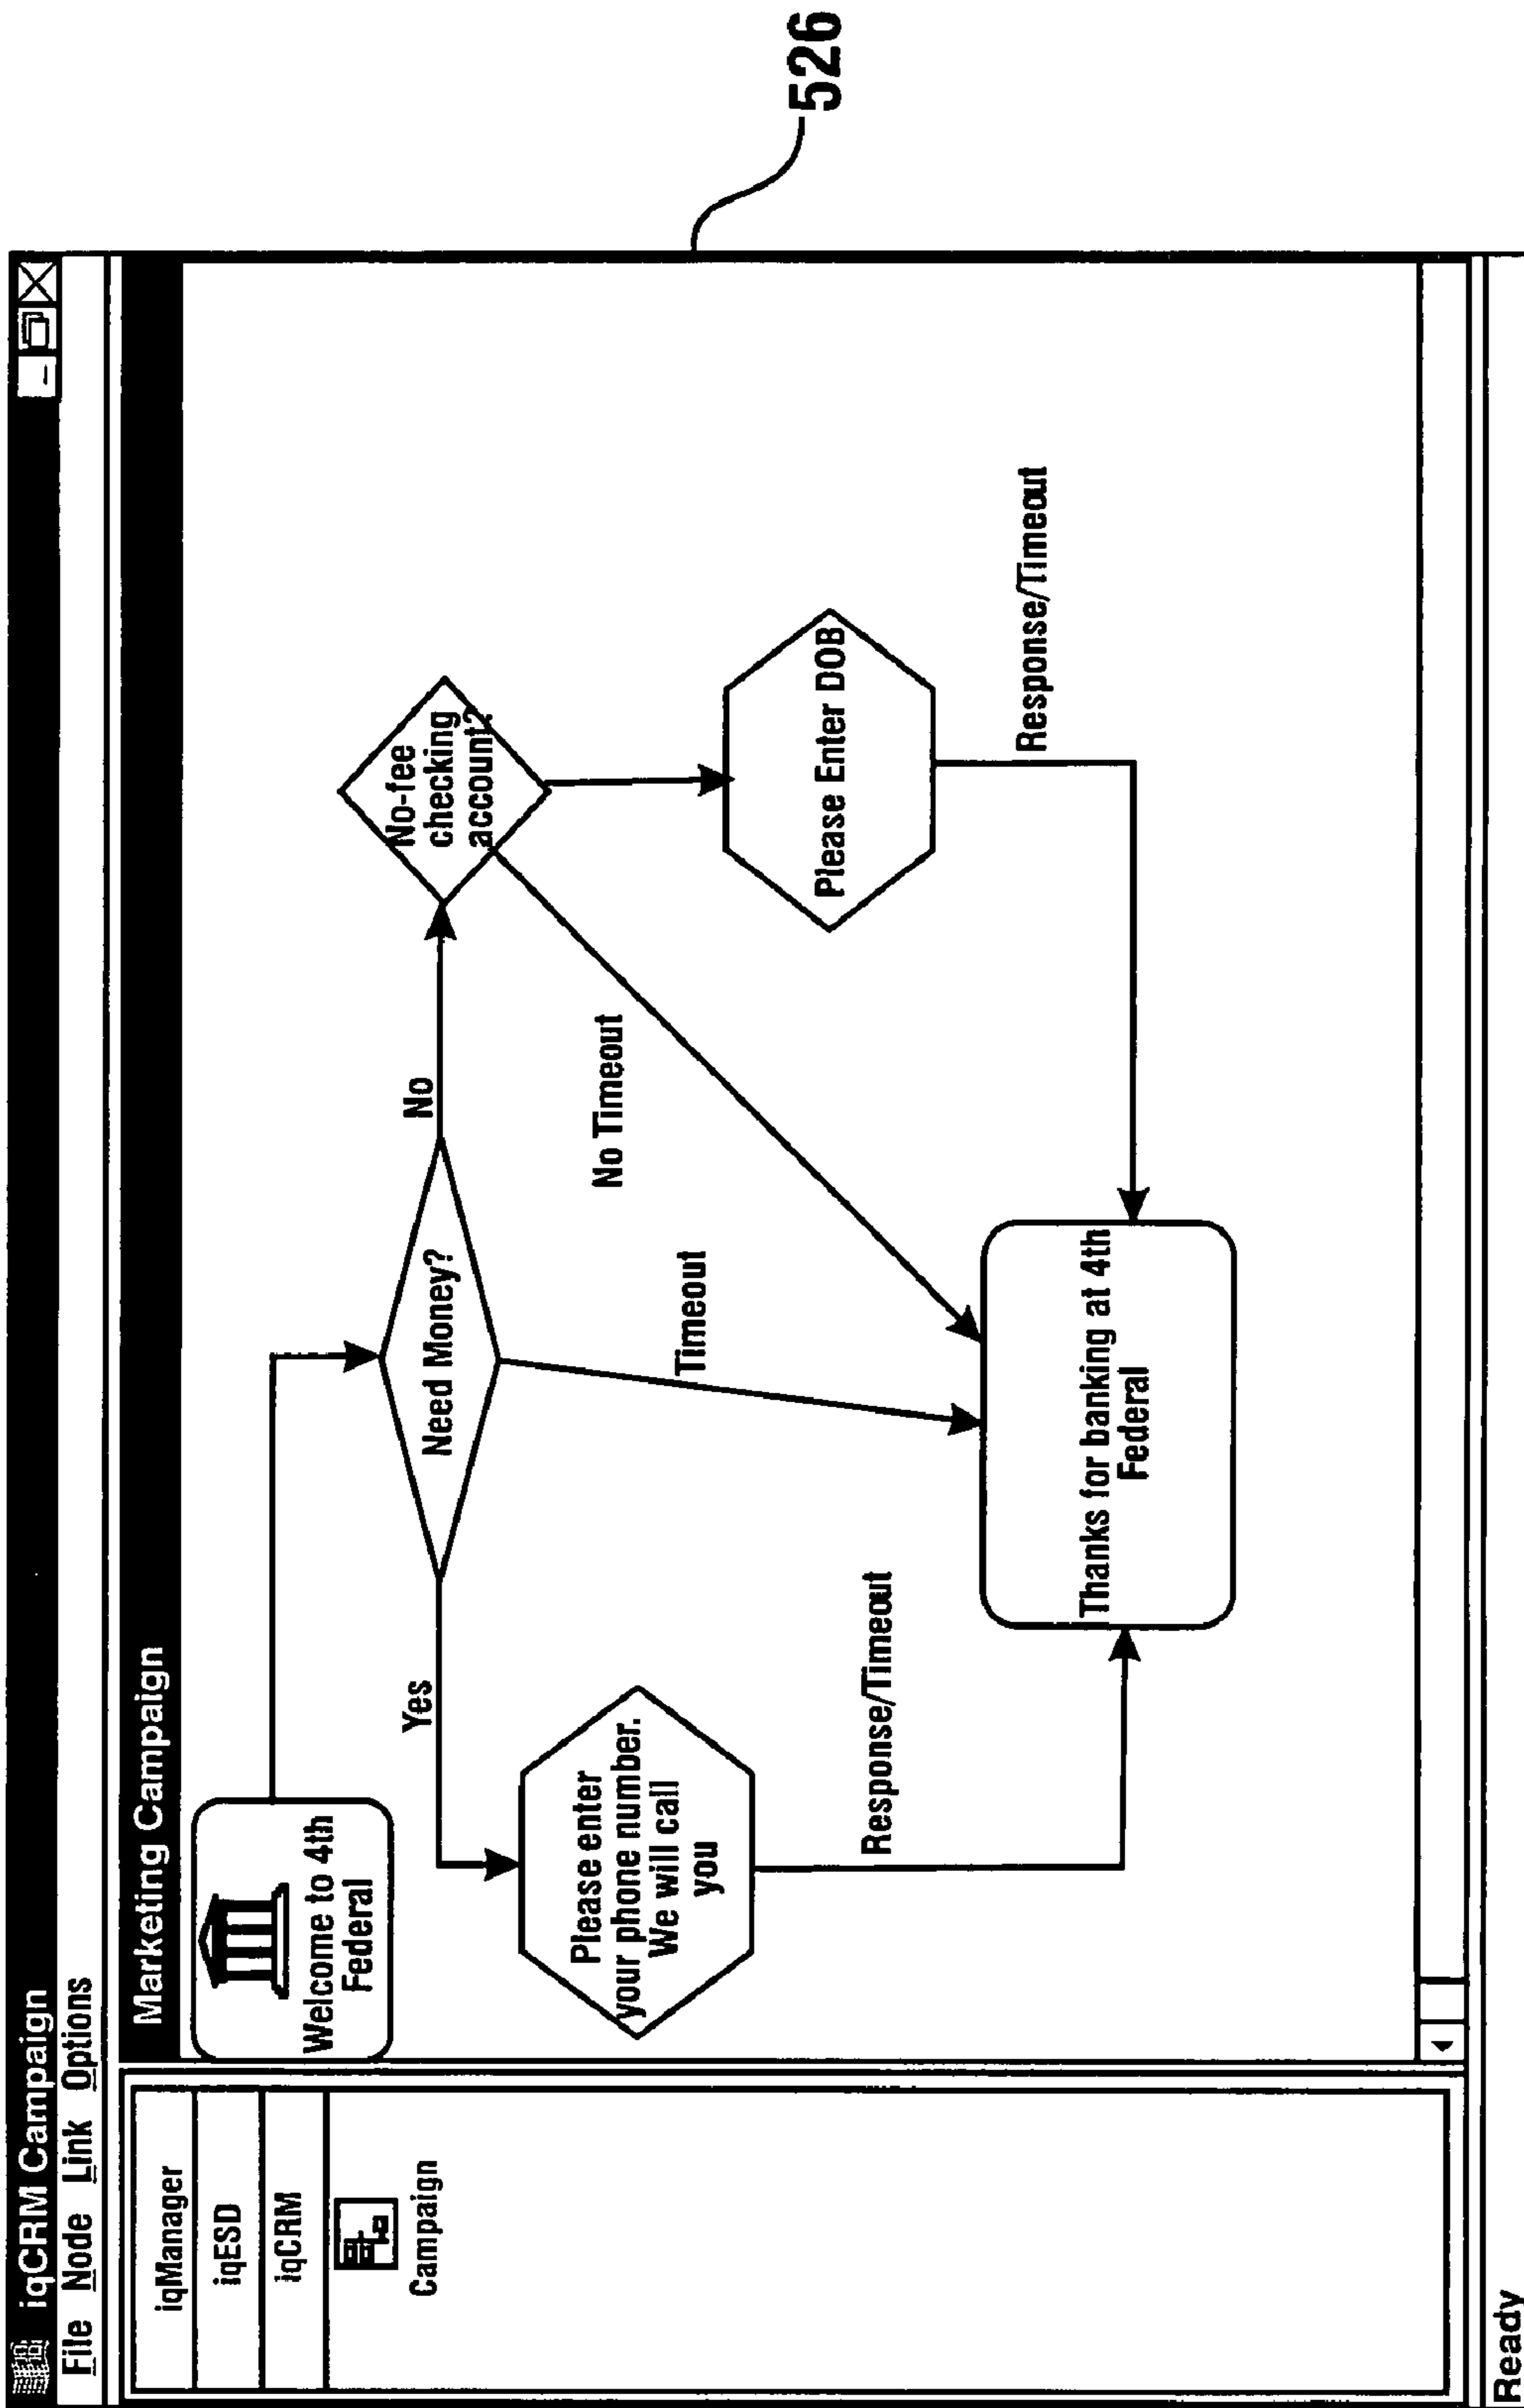 iqCRM Campaign
File Node Link Options
iqManager
iqESD
iqCRM
Campaign
Marketing Campaign
Welcome to 4th
Federal
Need Money?
Yes
No
No-fee
checking
account?
Please enter
your phone number.
We will call
you
No Timeout
Timeout
Please Enter DOB
Response/Timeout
Response/Timeout
Thanks for banking at 4th
Federal
Ready
526